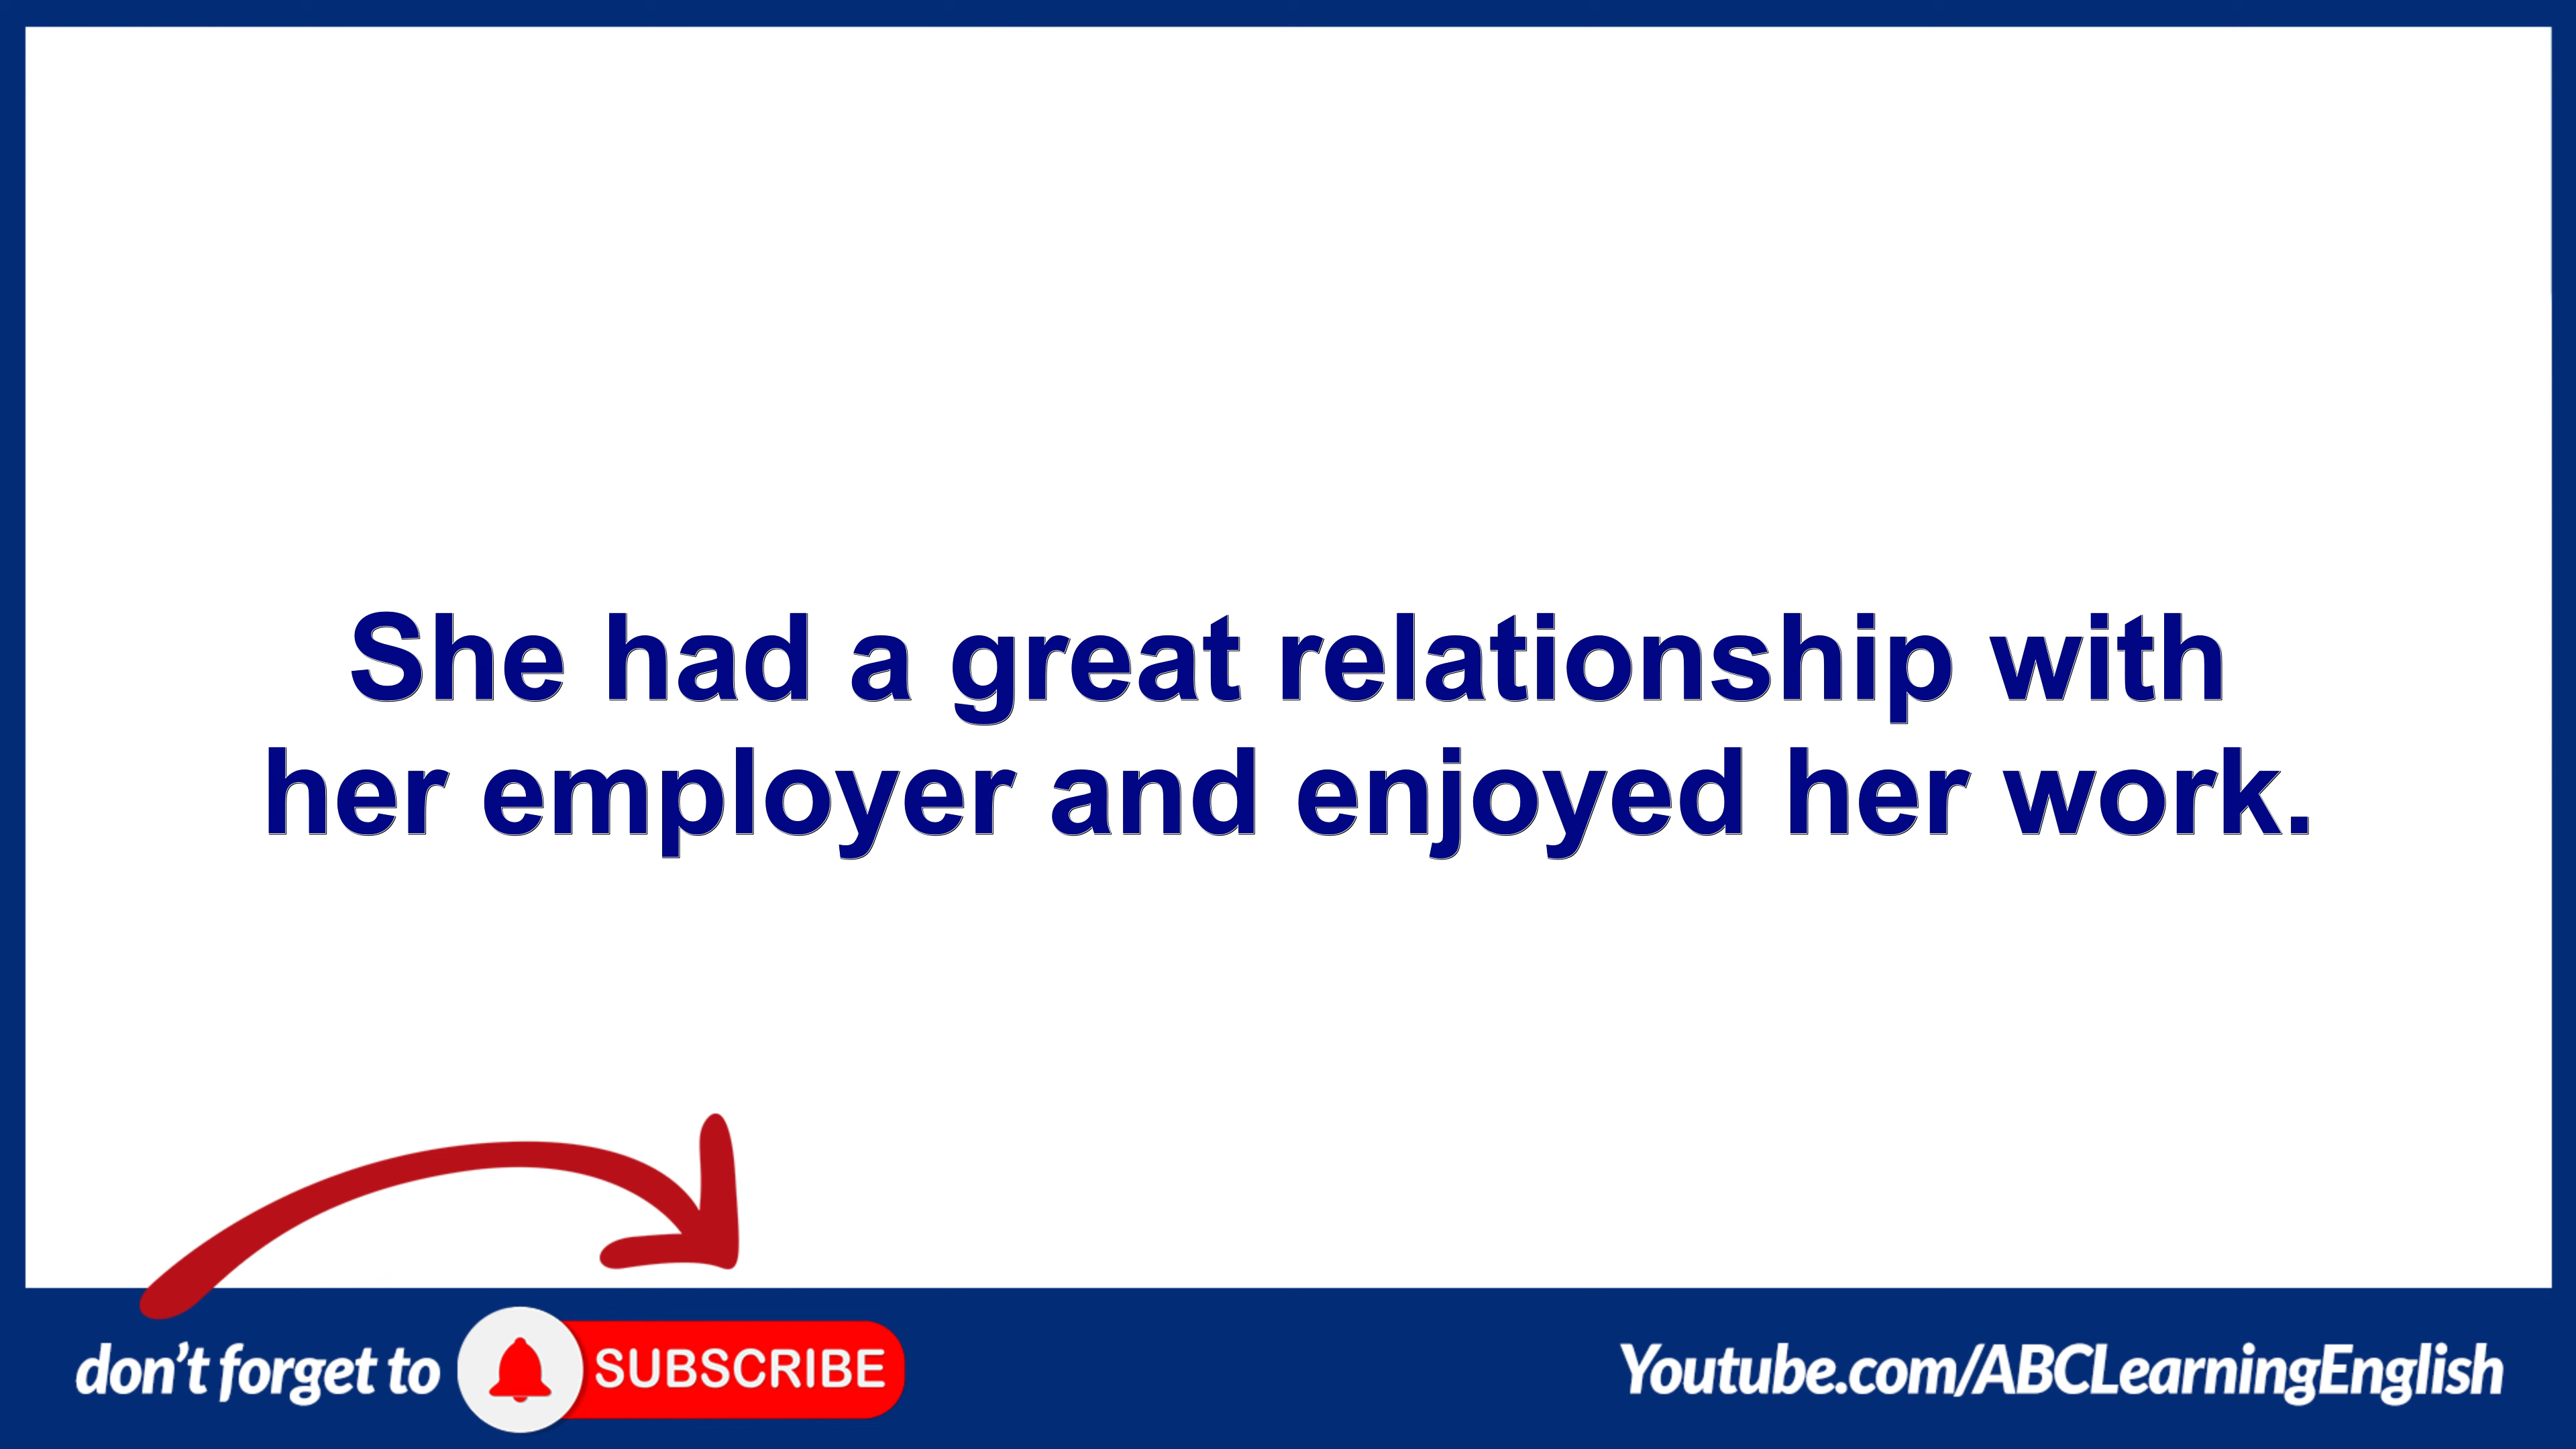 She had a great relationship with
her employer and enjoyed her work.
don't forget to SUBSCRIBE
Youtube.com/ABCLearningEnglish